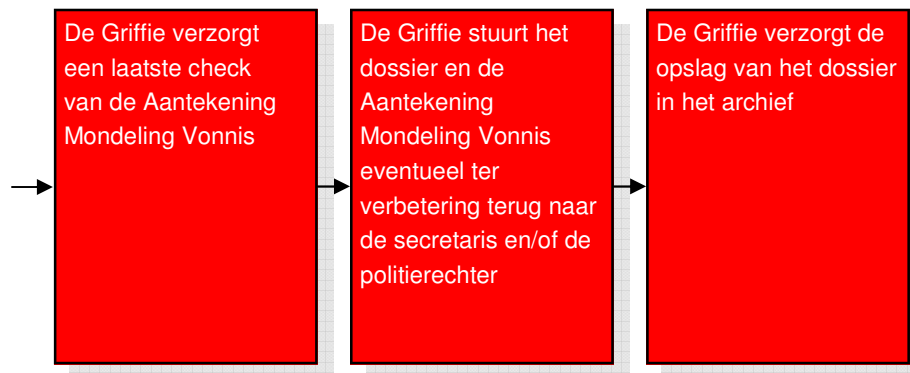 De Griffie verzorgt
een laatste check
van de Aantekening
Mondeling Vonnis
De Griffie stuurt het
dossier en de
Aantekening
Mondeling Vonnis
eventueel ter
verbetering terug naar
de secretaris en/of de
politierechter
De Griffie verzorgt de
opslag van het dossier
in het archief